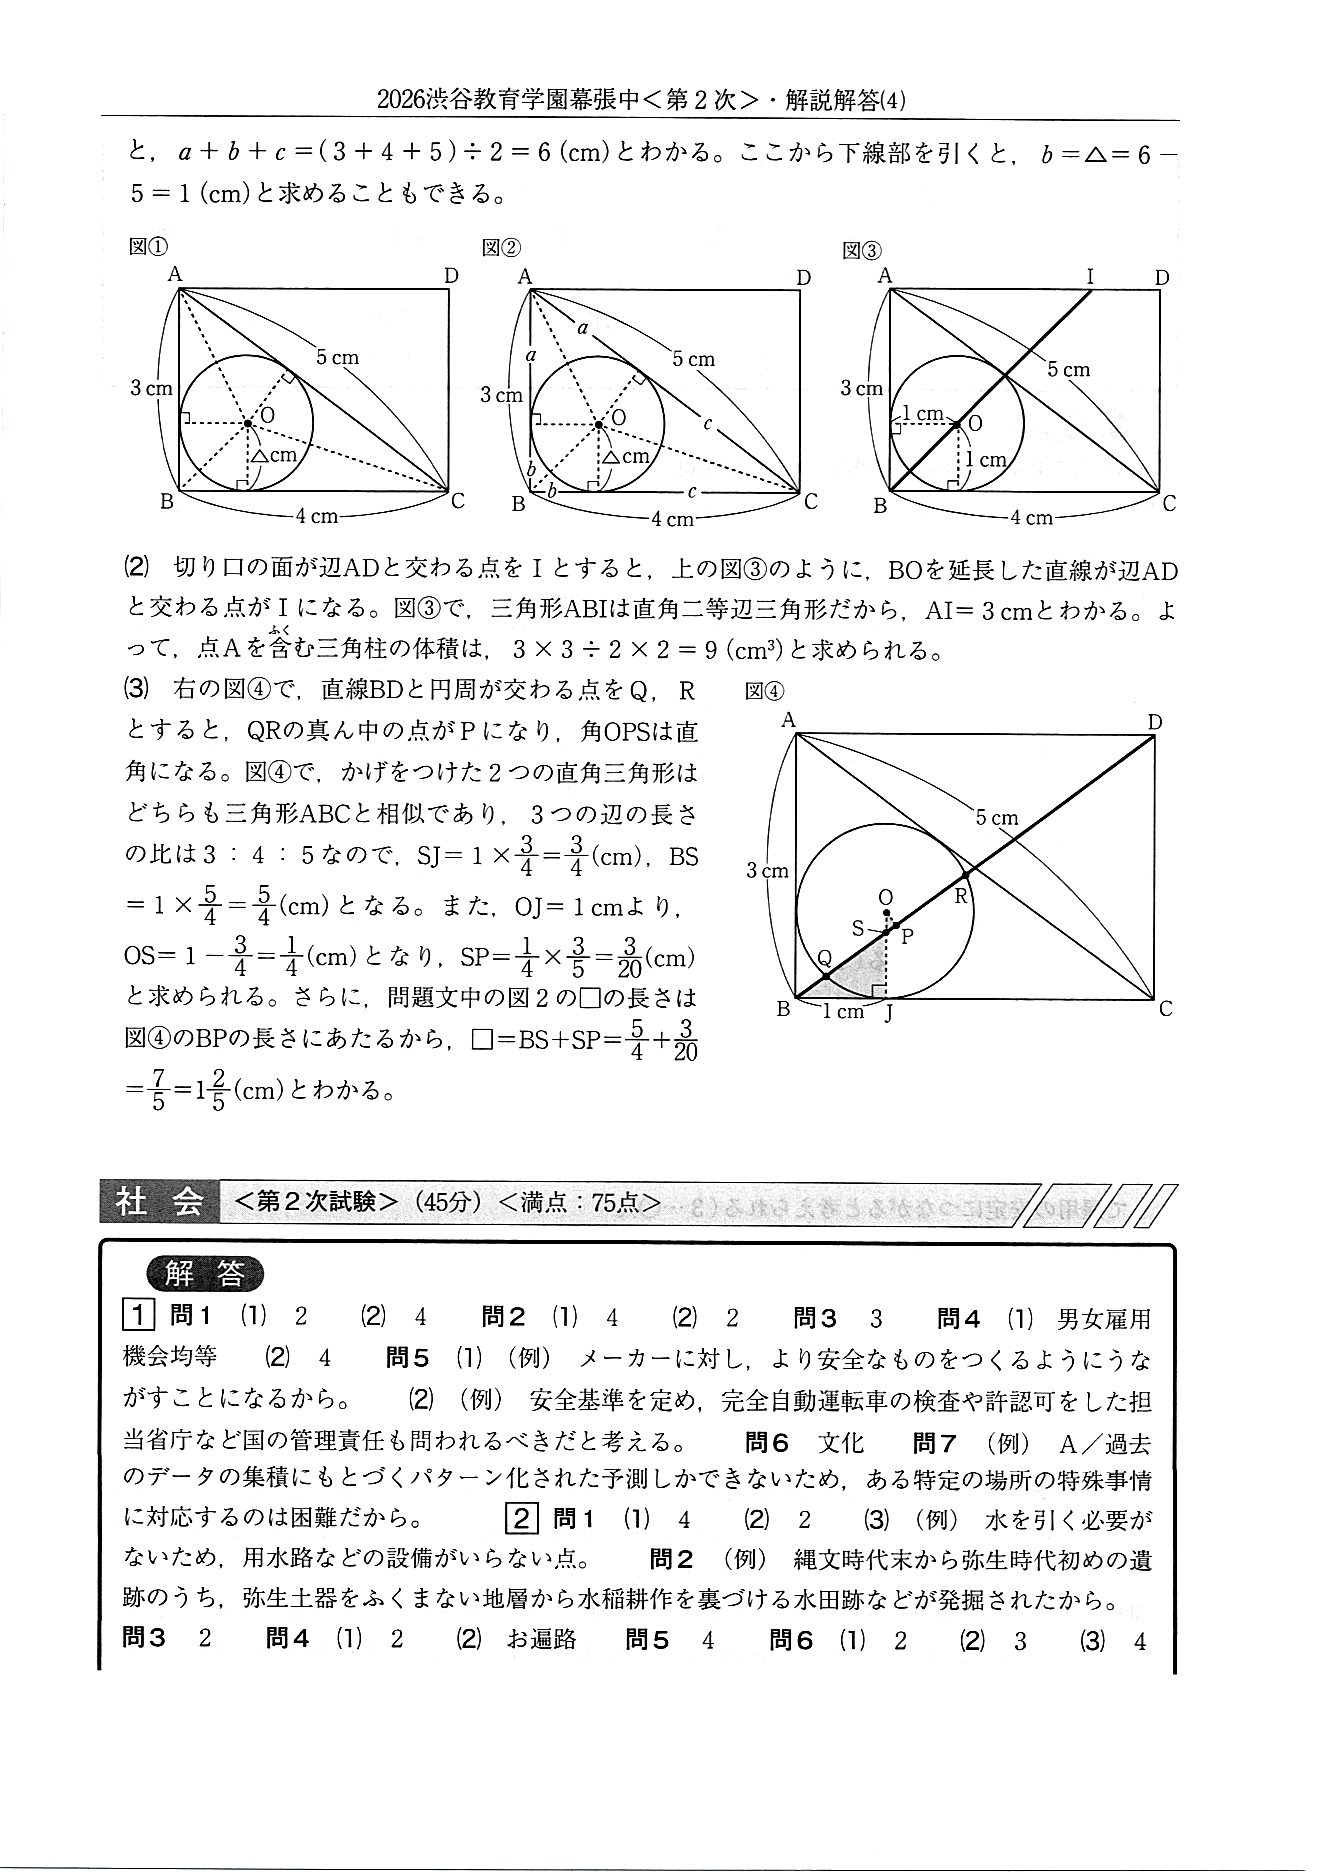 2026渋谷教育学園幕張中＜第２次＞・解説解答(4)
と，a＋b＋c＝(３＋４＋５)÷２＝６(cm)とわかる。ここから下線部を引くと，b＝△＝６－
５＝１(cm)と求めることもできる。
図①
A
D
5 cm
3 cm
O
△cm
B
C
4 cm
図②
A
D
a
a
5 cm
3 cm
O
c
△cm
b
b
c
B
C
4 cm
図③
A
I
D
5 cm
3 cm
1 cm
O
1 cm
B
C
4 cm
(2)　切り口の面が辺ADと交わる点をＩとすると，上の図③のように，BOを延長した直線が辺AD
と交わる点がＩになる。図③で，三角形ABIは直角二等辺三角形だから，AI＝３cmとわかる。よ
ふく
って，点Ａを含む三角柱の体積は，３×３÷２×２＝９(cm³)と求められる。
(3)　右の図④で，直線BDと円周が交わる点をQ，R
とすると，QRの真ん中の点がＰになり，角OPSは直
角になる。図④で，かげをつけた２つの直角三角形は
どちらも三角形ABCと相似であり，３つの辺の長さ
の比は３：４：５なので，SJ＝１×3/4＝3/4(cm)，BS
＝１×5/4＝5/4(cm)となる。また，OJ＝１cmより，
OS＝１－3/4＝1/4(cm)となり，SP＝1/4×3/5＝3/20(cm)
と求められる。さらに，問題文中の図２の□の長さは
図④のBPの長さにあたるから，□＝BS＋SP＝5/4＋3/20
＝7/5＝1 2/5(cm)とわかる。
図④
A
D
5 cm
3 cm
O
R
S
P
Q
B
1 cm
J
C
社　会　＜第２次試験＞（45分）＜満点：75点＞
解　答
1　問１　(1)　2　(2)　4　問２　(1)　4　(2)　2　問３　3　問４　(1)　男女雇用
機会均等　(2)　4　問５　(1)（例）　メーカーに対し，より安全なものをつくるようにうな
がすことになるから。　(2)　（例）　安全基準を定め，完全自動運転車の検査や許認可をした担
当省庁など国の管理責任も問われるべきだと考える。　問６　文化　問７　（例）　Ａ／過去
のデータの集積にもとづくパターン化された予測しかできないため，ある特定の場所の特殊事情
に対応するのは困難だから。　2　問１　(1)　4　(2)　2　(3)　（例）　水を引く必要が
ないため，用水路などの設備がいらない点。　問２　（例）　縄文時代末から弥生時代初めの遺
跡のうち，弥生土器をふくまない地層から水稲耕作を裏づける水田跡などが発掘されたから。
問３　2　問４　(1)　2　(2)　お遍路　問５　4　問６　(1)　2　(2)　3　(3)　4